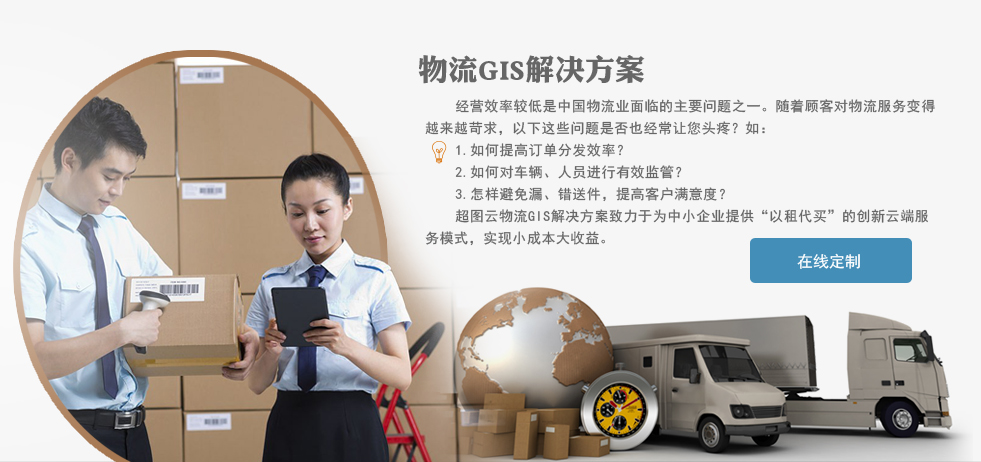 物流GIS解决方案
经营效率较低是中国物流业面临的主要问题之一。随着顾客对物流服务变得
越来越苛求，以下这些问题是否也经常让您头疼？如：
1.如何提高订单分发效率？
2.如何对车辆、人员进行有效监管？
3.怎样避免漏、错送件，提高客户满意度？
超图云物流GIS解决方案致力于为中小企业提供“以租代买”的创新云端服
务模式，实现小成本大收益。
在线定制